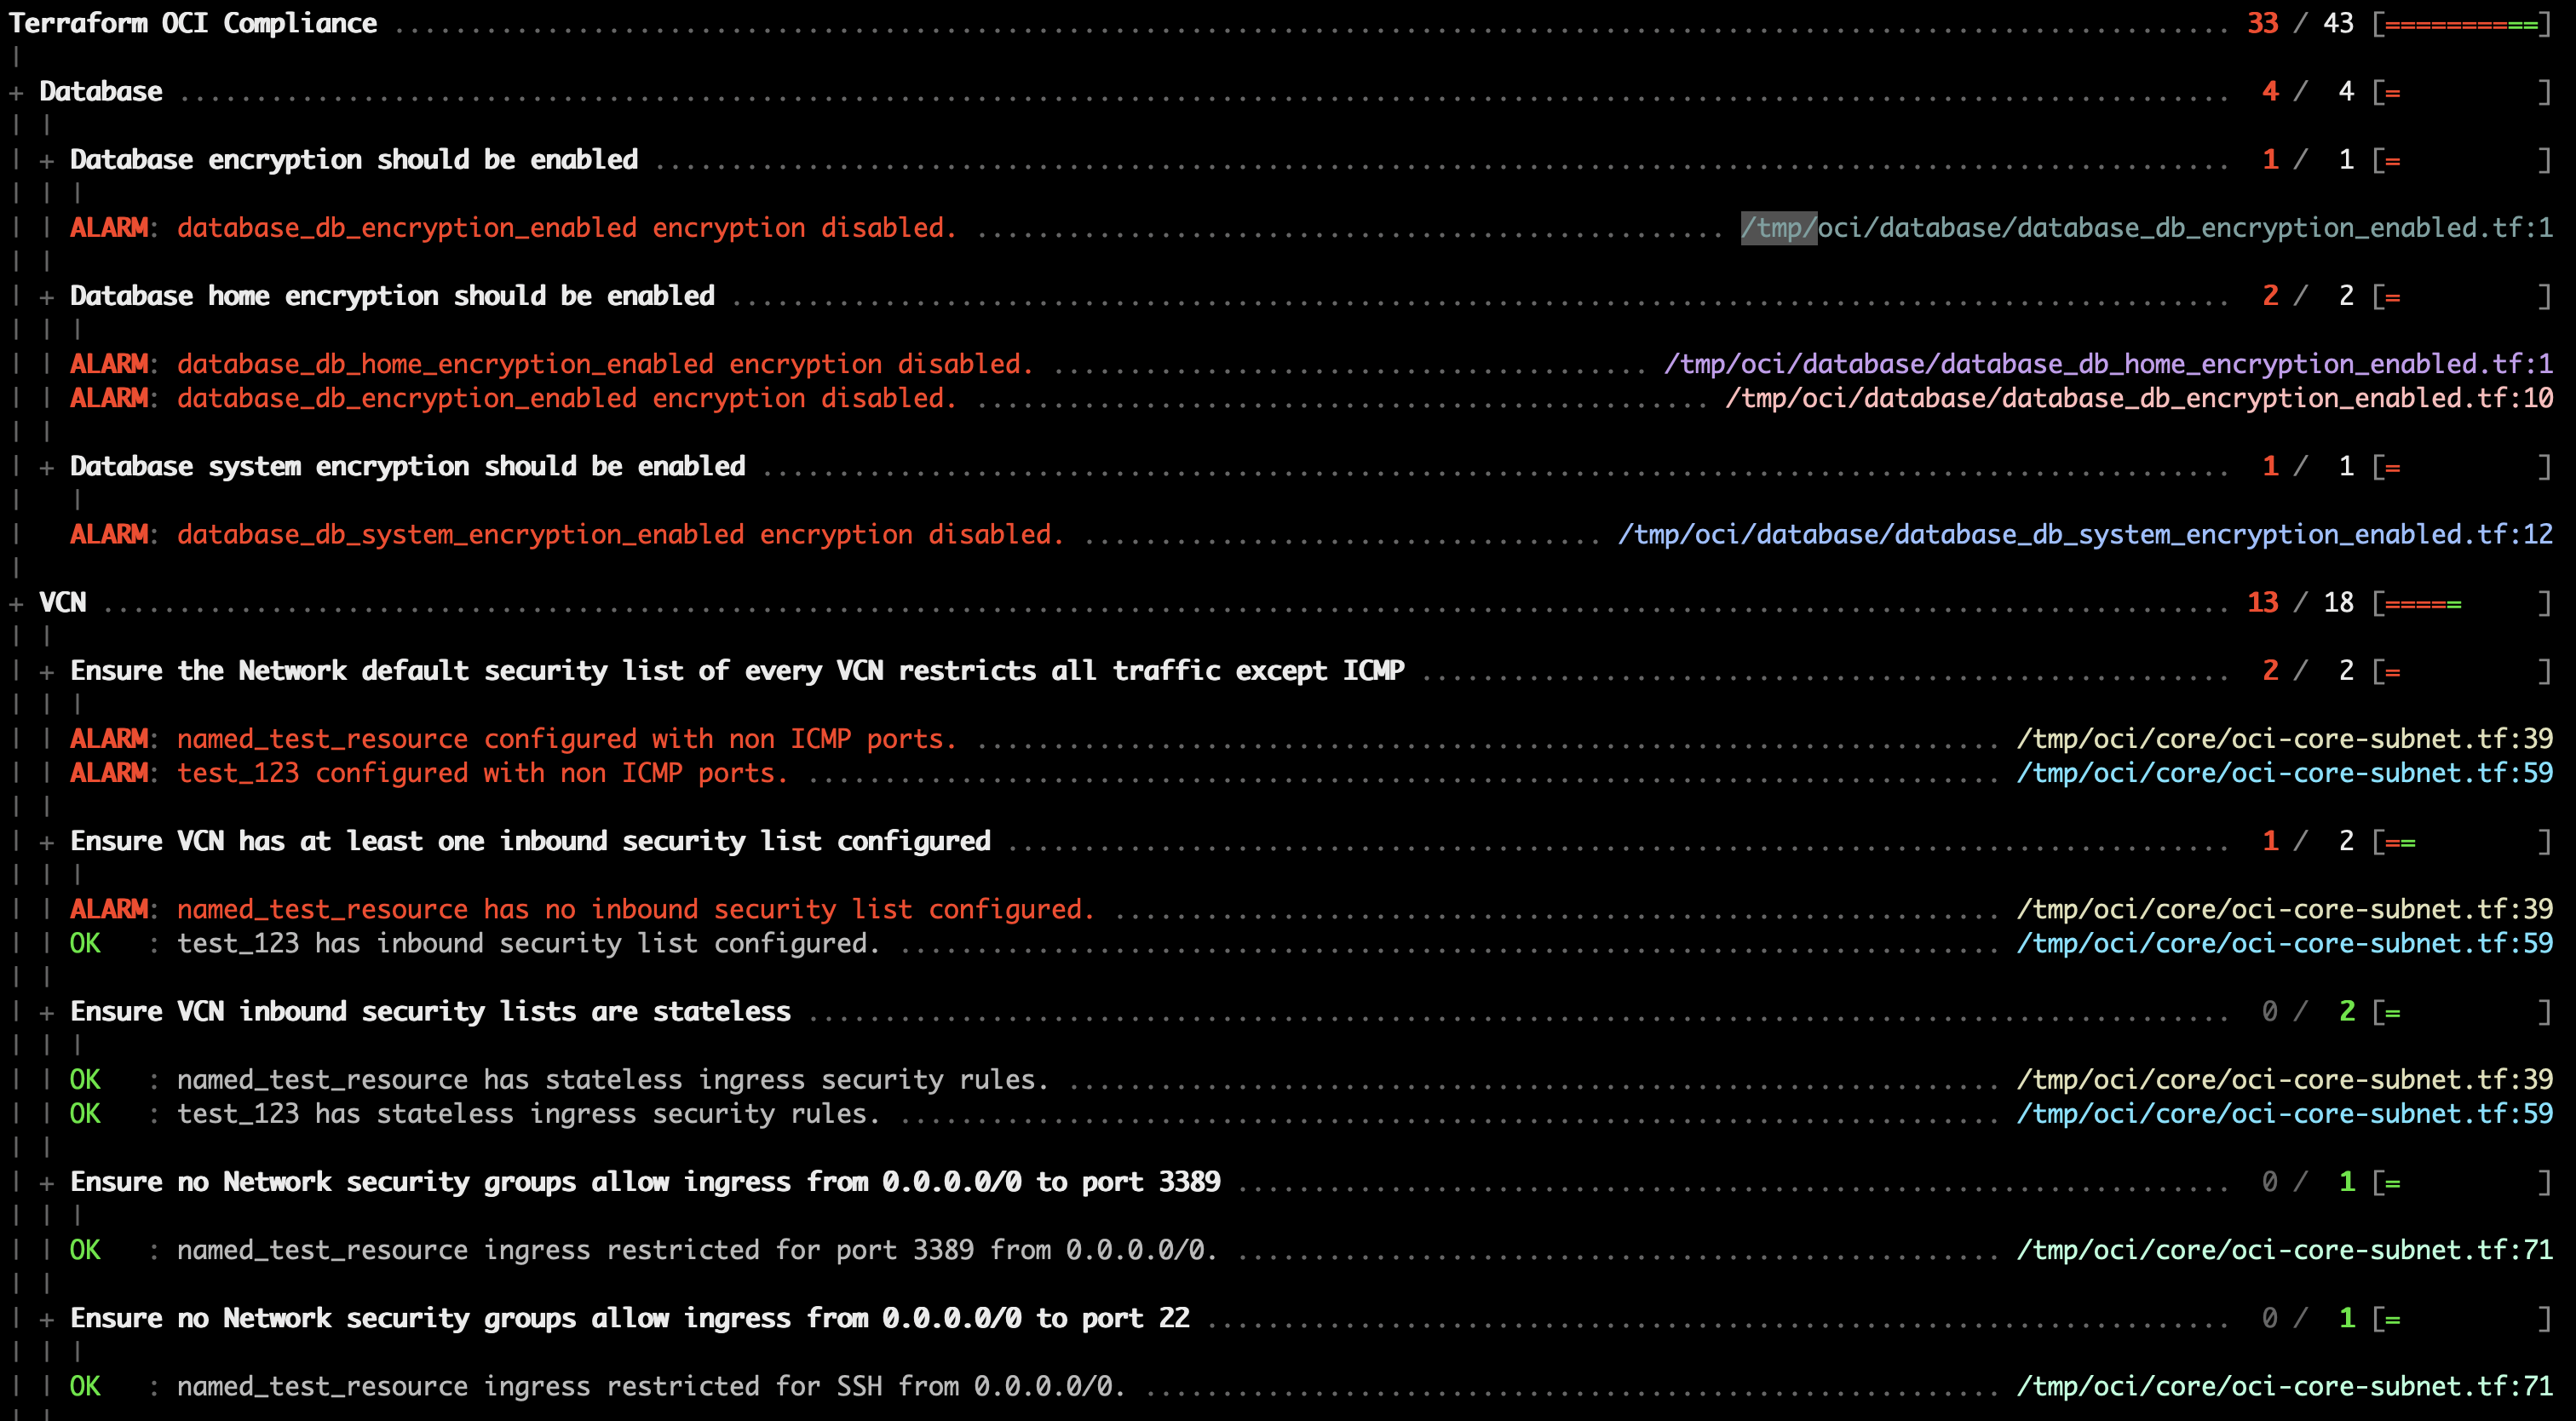 Terraform OCI Compliance ........................................................................................................................ 33 / 43 [==========]
|
+ Database ...................................................................................................................................... 4 / 4 [= ]
| |
| + Database encryption should be enabled ....................................................................................................... 1 / 1 [= ]
| | |
| | ALARM: database_db_encryption_enabled encryption disabled. ................................................. /tmp/oci/database/database_db_encryption_enabled.tf:1
| |
| + Database home encryption should be enabled .................................................................................................. 2 / 2 [= ]
| | |
| | ALARM: database_db_home_encryption_enabled encryption disabled. ....................................... /tmp/oci/database/database_db_home_encryption_enabled.tf:1
| | ALARM: database_db_encryption_enabled encryption disabled. ................................................ /tmp/oci/database/database_db_encryption_enabled.tf:10
| |
| + Database system encryption should be enabled ................................................................................................ 1 / 1 [= ]
|   |
|   ALARM: database_db_system_encryption_enabled encryption disabled. .................................. /tmp/oci/database/database_db_system_encryption_enabled.tf:12
|
+ VCN ........................................................................................................................................... 13 / 18 [===== ]
| |
| + Ensure the Network default security list of every VCN restricts all traffic except ICMP ..................................................... 2 / 2 [= ]
| | |
| | ALARM: named_test_resource configured with non ICMP ports. ................................................................... /tmp/oci/core/oci-core-subnet.tf:39
| | ALARM: test_123 configured with non ICMP ports. .............................................................................. /tmp/oci/core/oci-core-subnet.tf:59
| |
| + Ensure VCN has at least one inbound security list configured ................................................................................ 1 / 2 [== ]
| | |
| | ALARM: named_test_resource has no inbound security list configured. .......................................................... /tmp/oci/core/oci-core-subnet.tf:39
| | OK   : test_123 has inbound security list configured. ........................................................................ /tmp/oci/core/oci-core-subnet.tf:59
| |
| + Ensure VCN inbound security lists are stateless ............................................................................................. 0 / 2 [= ]
| | |
| | OK   : named_test_resource has stateless ingress security rules. ............................................................. /tmp/oci/core/oci-core-subnet.tf:39
| | OK   : test_123 has stateless ingress security rules. ........................................................................ /tmp/oci/core/oci-core-subnet.tf:59
| |
| + Ensure no Network security groups allow ingress from 0.0.0.0/0 to port 3389 ................................................................. 0 / 1 [= ]
| | |
| | OK   : named_test_resource ingress restricted for port 3389 from 0.0.0.0/0. .................................................. /tmp/oci/core/oci-core-subnet.tf:71
| |
| + Ensure no Network security groups allow ingress from 0.0.0.0/0 to port 22 ................................................................... 0 / 1 [= ]
| | |
| | OK   : named_test_resource ingress restricted for SSH from 0.0.0.0/0. ........................................................ /tmp/oci/core/oci-core-subnet.tf:71
| |